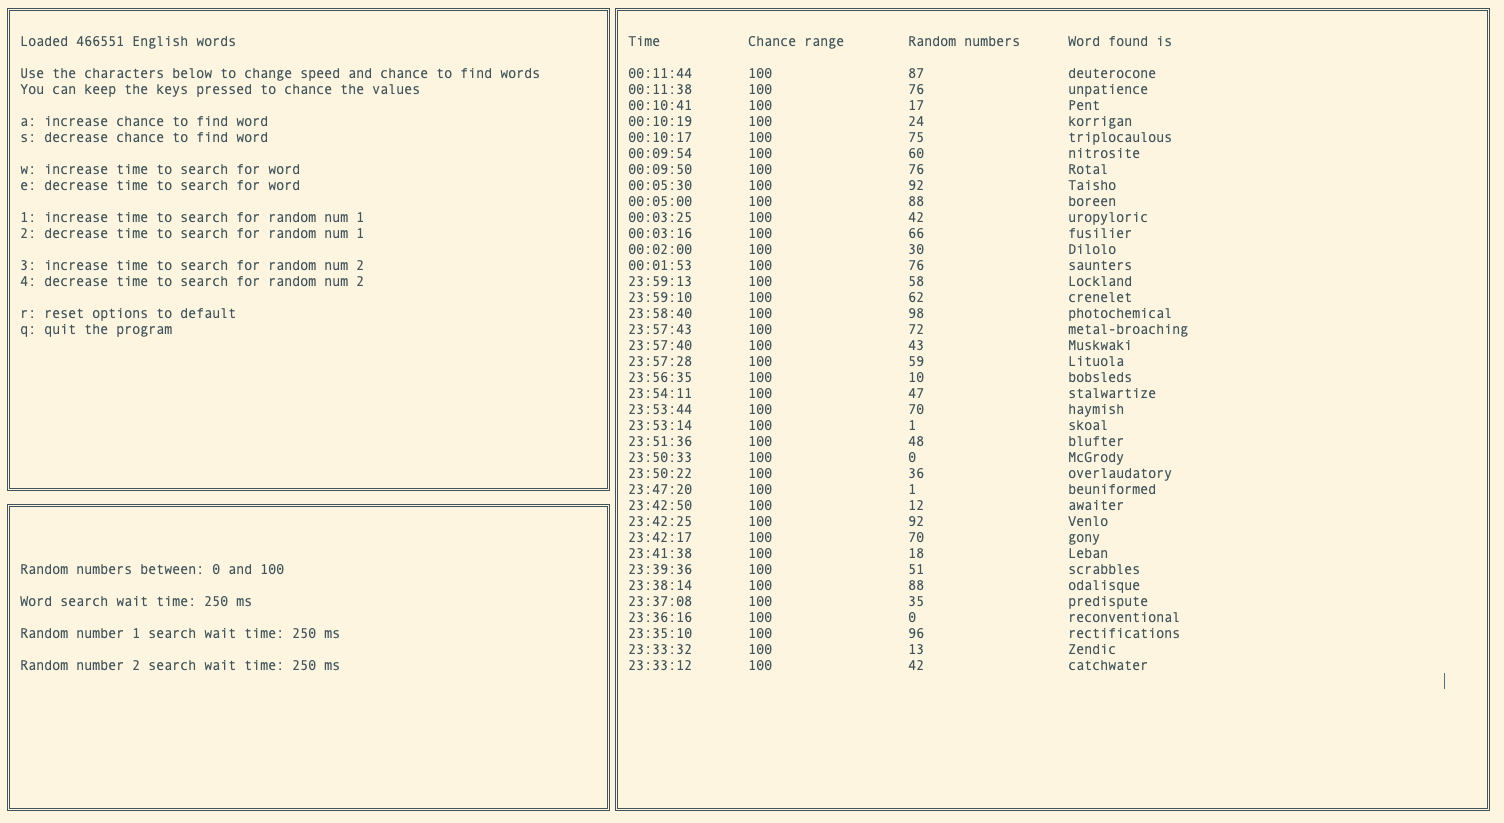 Loaded 466551 English words
Use the characters below to change speed and chance to find words
You can keep the keys pressed to chance the values
a: increase chance to find word
s: decrease chance to find word
w: increase time to search for word
e: decrease time to search for word
1: increase time to search for random num 1
2: decrease time to search for random num 1
3: increase time to search for random num 2
4: decrease time to search for random num 2
r: reset options to default
q: quit the program
Random numbers between: 0 and 100
Word search wait time: 250 ms
Random number 1 search wait time: 250 ms
Random number 2 search wait time: 250 ms
Time Chance range Random numbers Word found is
00:11:44 100 87 deuterocone
00:11:38 100 76 unpatience
00:10:41 100 17 Pent
00:10:19 100 24 korrigan
00:10:17 100 75 triplocaulous
00:09:54 100 60 nitrosite
00:09:50 100 76 Rotal
00:05:30 100 92 Taisho
00:05:00 100 88 boreen
00:03:25 100 42 uropyloric
00:03:16 100 66 fusilier
00:02:00 100 30 Dilolo
00:01:53 100 76 saunters
23:59:13 100 58 Lockland
23:59:10 100 62 crenelet
23:58:40 100 98 photochemical
23:57:43 100 72 metal-broaching
23:57:40 100 43 Muskwaki
23:57:28 100 59 Lituola
23:56:35 100 10 bobsleds
23:54:11 100 47 stalwartize
23:53:44 100 70 haymish
23:53:14 100 1 skoal
23:51:36 100 48 blufter
23:50:33 100 0 McGrody
23:50:22 100 36 overlaudatory
23:47:20 100 1 beuniformed
23:42:50 100 12 awaiter
23:42:25 100 92 Venlo
23:42:17 100 70 gony
23:41:38 100 18 Leban
23:39:36 100 51 scrabbles
23:38:14 100 88 odalisque
23:37:08 100 35 predispute
23:36:16 100 0 reconventional
23:35:10 100 96 rectifications
23:33:32 100 13 Zendic
23:33:12 100 42 catchwater